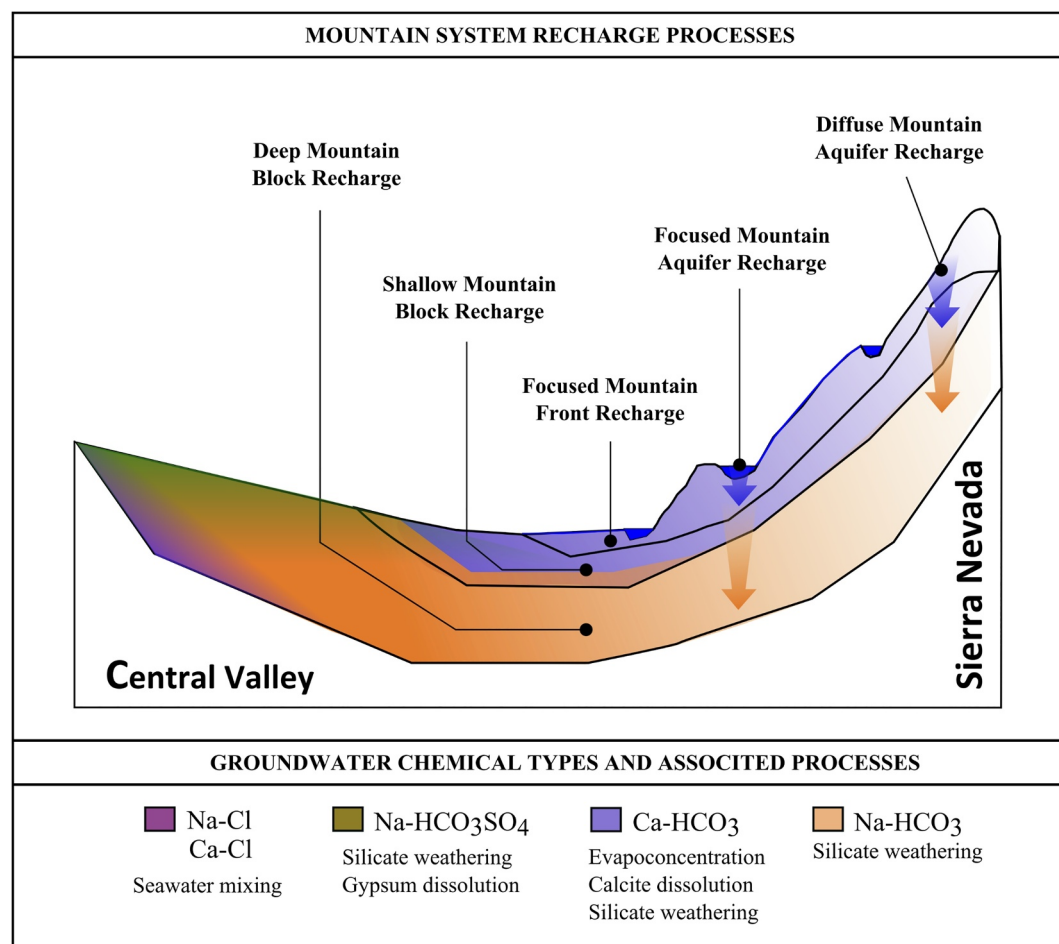 MOUNTAIN SYSTEM RECHARGE PROCESSES
Diffuse Mountain
Aquifer Recharge
Deep Mountain
Block Recharge
Focused Mountain
Aquifer Recharge
Shallow Mountain
Block Recharge
Focused Mountain
Front Recharge
Central Valley
Sierra Nevada
GROUNDWATER CHEMICAL TYPES AND ASSOCITED PROCESSES
Na-Cl
Ca-Cl
Seawater mixing
Na-HCO3SO4
Silicate weathering
Gypsum dissolution
Ca-HCO3
Evapoconcentration
Calcite dissolution
Silicate weathering
Na-HCO3
Silicate weathering